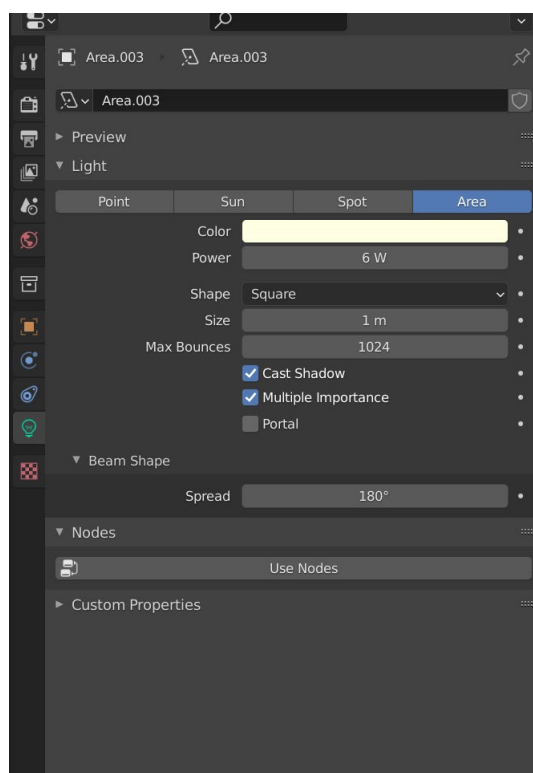 Area.003 Area.003
Area.003
Preview
Light
Point Sun Spot Area
Color
Power 6 W
Shape Square
Size 1 m
Max Bounces 1024
Cast Shadow
Multiple Importance
Portal
Beam Shape
Spread 180°
Nodes
Use Nodes
Custom Properties